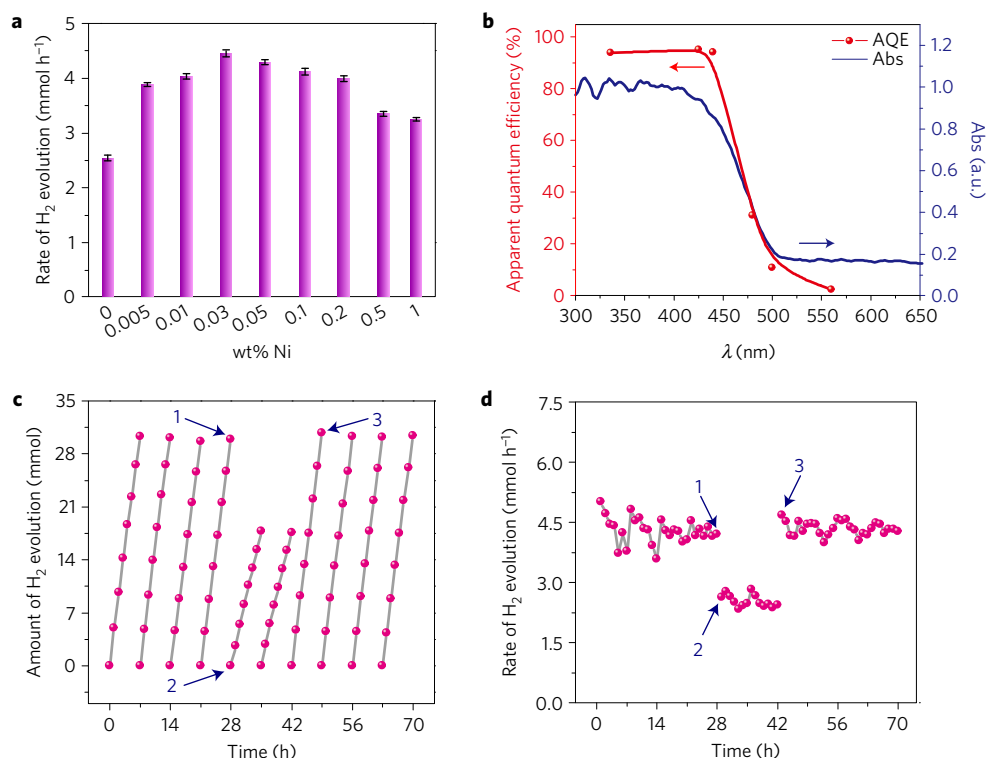 a
Rate of H₂ evolution (mmol h⁻¹)
5
4
3
2
1
0
0
0.005
0.01
0.03
0.05
0.1
0.2
0.5
1
wt% Ni
b
Apparent quantum efficiency (%)
100
80
60
40
20
0
AQE
Abs
1.2
1.0
0.8
0.6
0.4
0.2
0.0
Abs (a.u.)
300 350 400 450 500 550 600 650
λ (nm)
c
Amount of H₂ evolution (mmol)
35
28
21
14
7
0
1
3
2
0 14 28 42 56 70
Time (h)
d
Rate of H₂ evolution (mmol h⁻¹)
7.5
6.0
4.5
3.0
1.5
0.0
3
1
2
0 14 28 42 56 70
Time (h)